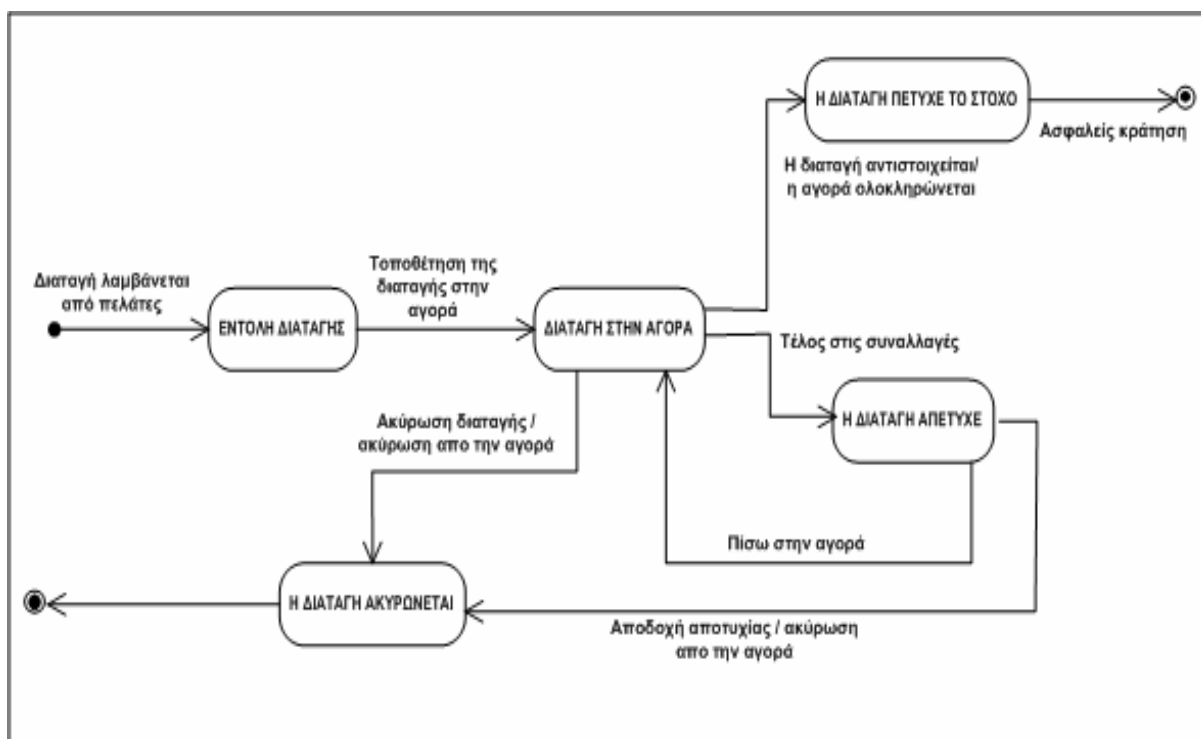 Η ΔΙΑΤΑΓΗ ΠΕΤΥΧΕ ΤΟ ΣΤΟΧΟ
Ασφαλείς κράτηση
Η διαταγή αντιστοιχείται/
η αγορά ολοκληρώνεται
Διαταγή λαμβάνεται
από πελάτες
ΕΝΤΟΛΗ ΔΙΑΤΑΓΗΣ
Τοποθέτηση της
διαταγής στην
αγορά
ΔΙΑΤΑΓΗ ΣΤΗΝ ΑΓΟΡΑ
Τέλος στις συναλλαγές
Η ΔΙΑΤΑΓΗ ΑΠΕΤΥΧΕ
Ακύρωση διαταγής /
ακύρωση απο την αγορά
Πίσω στην αγορά
Η ΔΙΑΤΑΓΗ ΑΚΥΡΩΝΕΤΑΙ
Αποδοχή αποτυχίας / ακύρωση
απο την αγορά